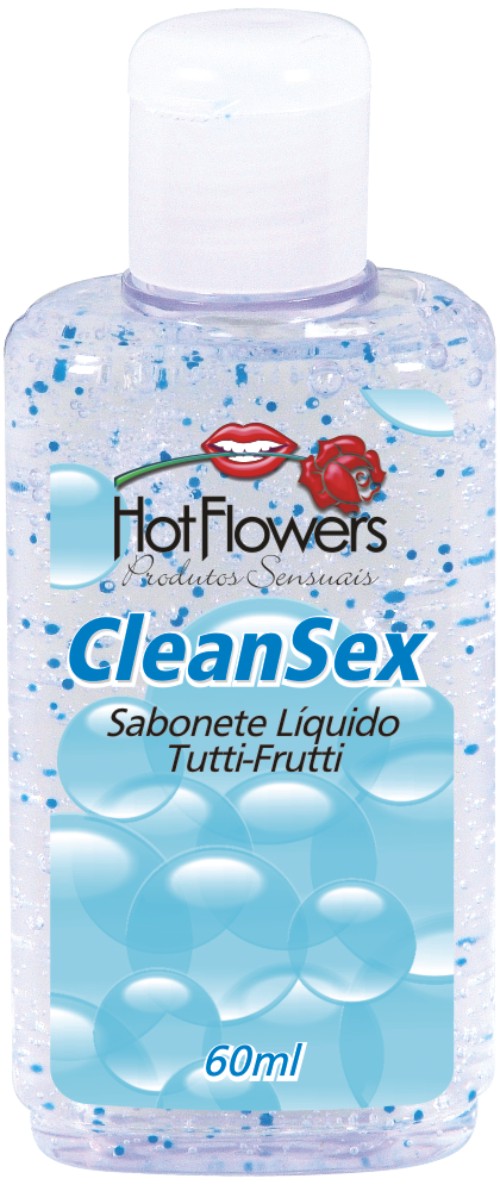 HotFlowers
Produtos Sensuais
CleanSex
Sabonete Líquido
Tutti-Frutti
60ml